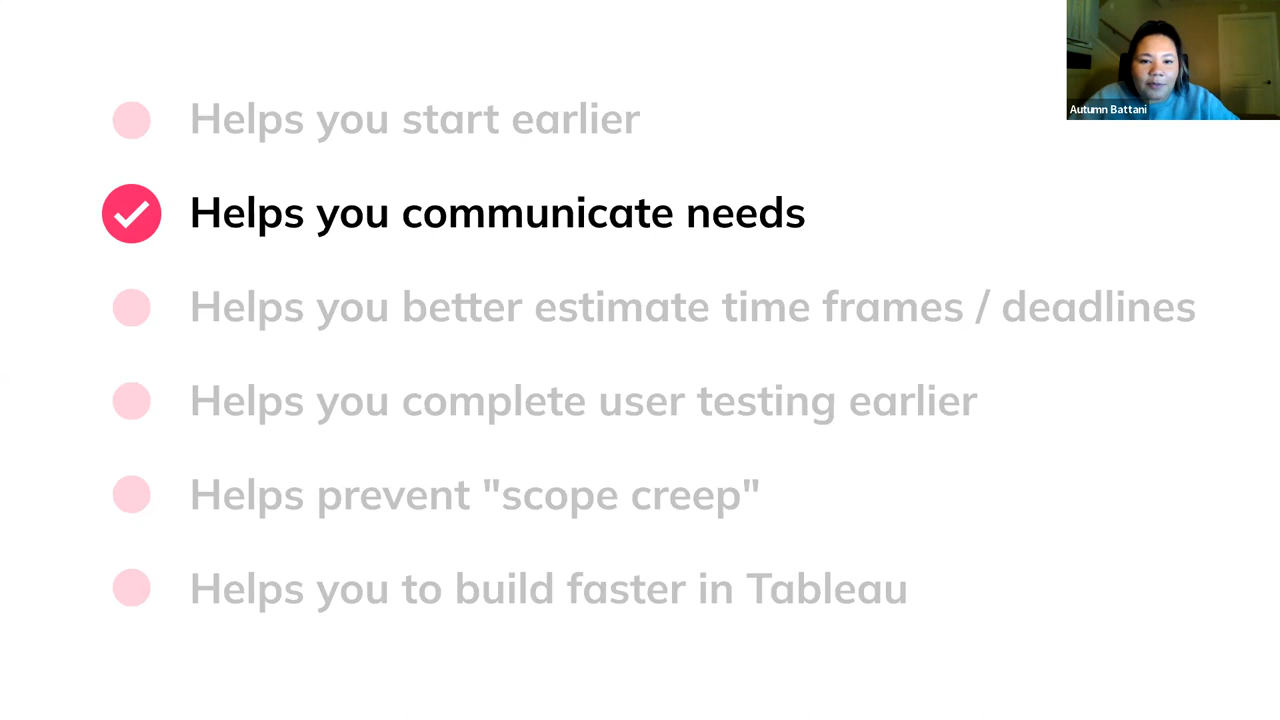 Helps you start earlier
Autumn Battani
Helps you communicate needs
Helps you better estimate time frames / deadlines
Helps you complete user testing earlier
Helps prevent "scope creep"
Helps you to build faster in Tableau